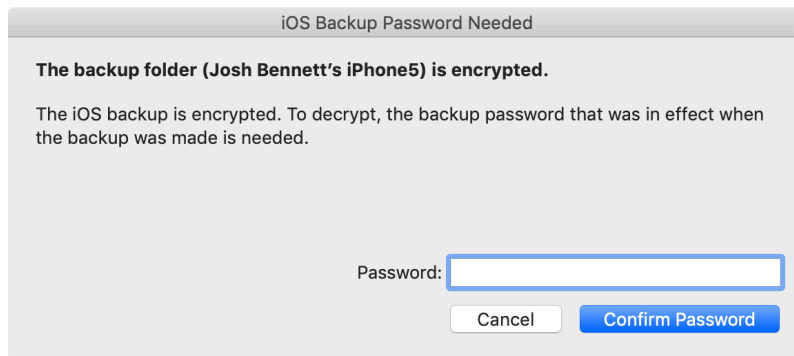 iOS Backup Password Needed
The backup folder (Josh Bennett’s iPhone5) is encrypted.
The iOS backup is encrypted. To decrypt, the backup password that was in effect when
the backup was made is needed.
Password:
Cancel
Confirm Password